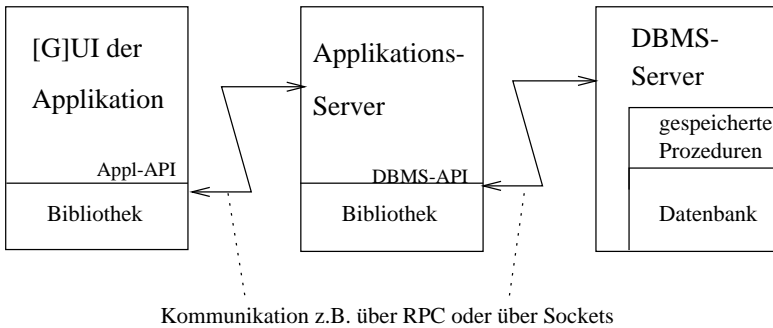 [G]UI der
Applikation
Appl-API
Bibliothek
Applikations-
Server
DBMS-API
Bibliothek
DBMS-
Server
gespeicherte
Prozeduren
Datenbank
Kommunikation z.B. über RPC oder über Sockets